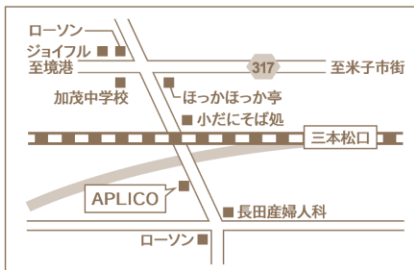 ローソン
ジョイフル
至境港
317
至米子市街
加茂中学校
ほっかほっか亭
小だにそば処
三本松口
APLICO
長田産婦人科
ローソン